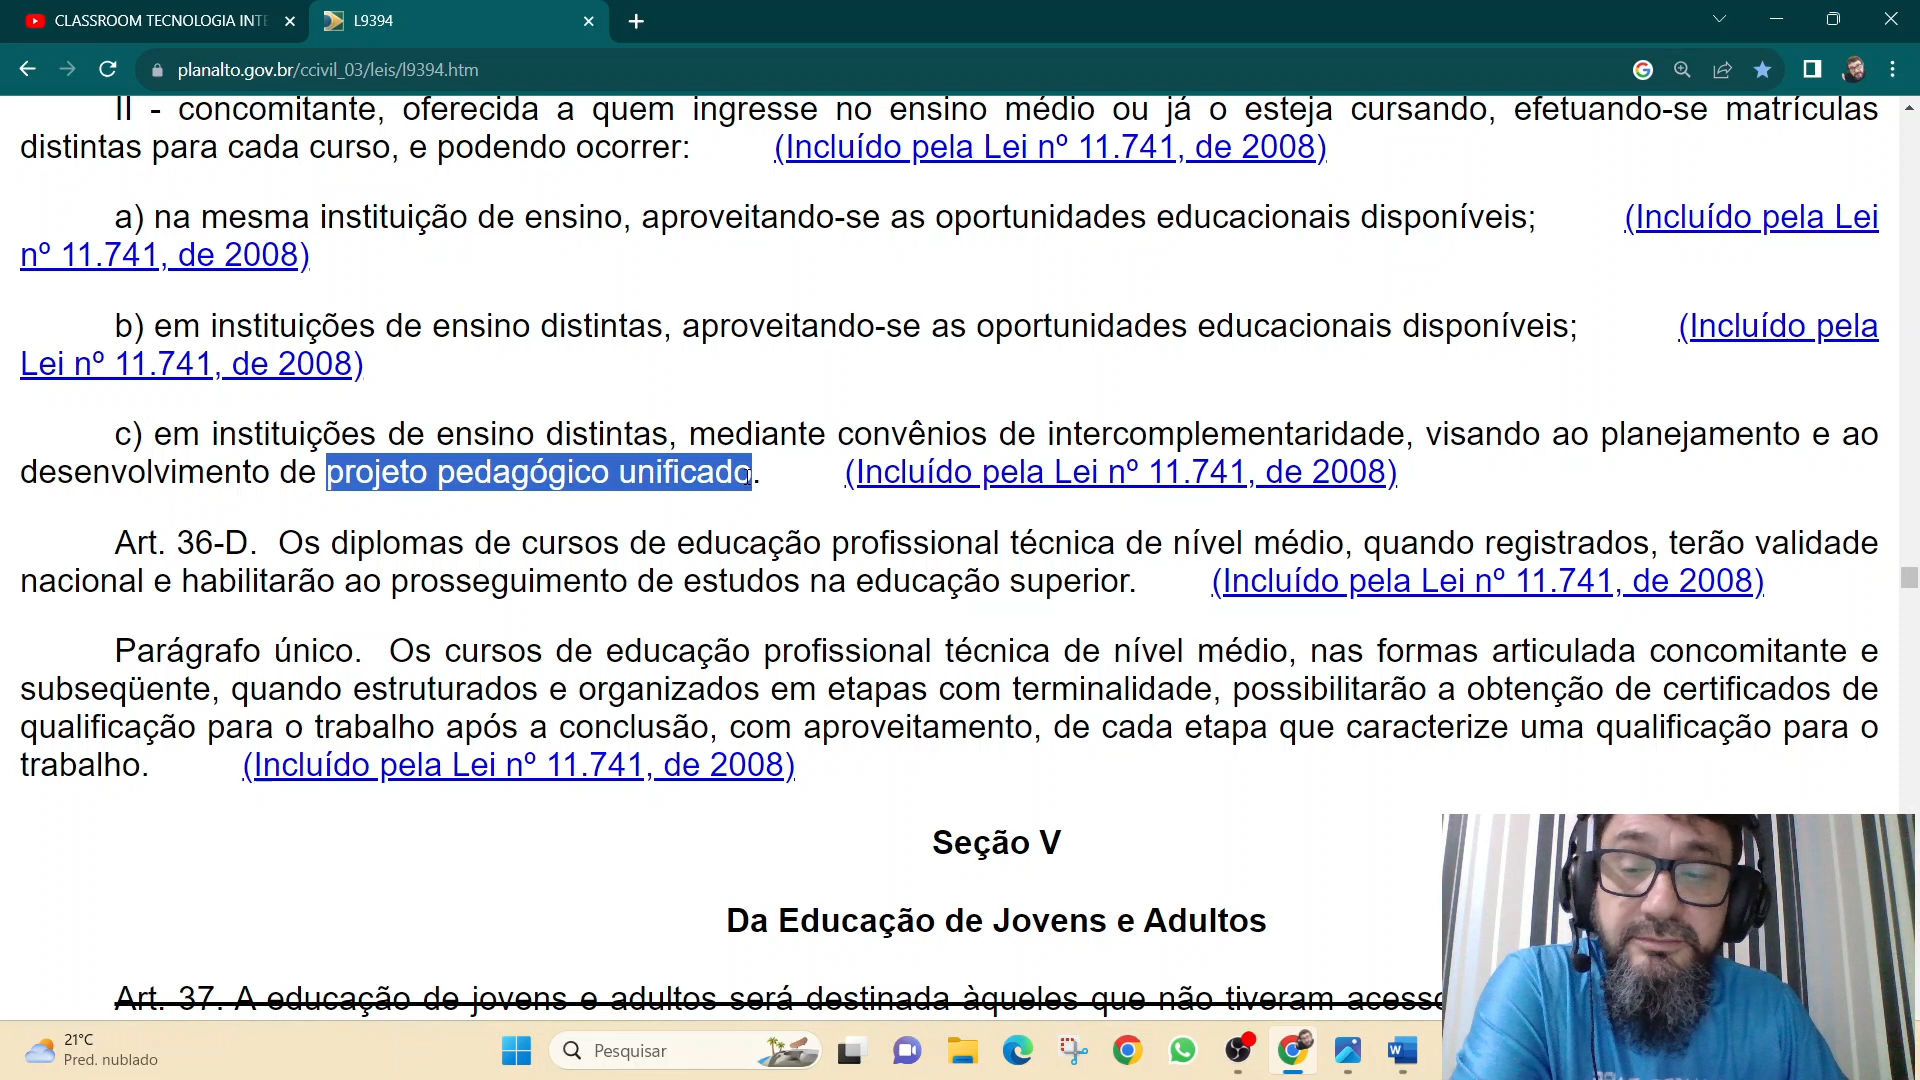 CLASSROOM TECNOLOGIA INTE
L9394
planalto.gov.br/ccivil_03/leis/l9394.htm
II - concomitante, oferecida a quem ingresse no ensino médio ou já o esteja cursando, efetuando-se matrículas
distintas para cada curso, e podendo ocorrer: (Incluído pela Lei nº 11.741, de 2008)
a) na mesma instituição de ensino, aproveitando-se as oportunidades educacionais disponíveis; (Incluído pela Lei
nº 11.741, de 2008)
b) em instituições de ensino distintas, aproveitando-se as oportunidades educacionais disponíveis; (Incluído pela
Lei nº 11.741, de 2008)
c) em instituições de ensino distintas, mediante convênios de intercomplementaridade, visando ao planejamento e ao
desenvolvimento de projeto pedagógico unificado. (Incluído pela Lei nº 11.741, de 2008)
Art. 36-D. Os diplomas de cursos de educação profissional técnica de nível médio, quando registrados, terão validade
nacional e habilitarão ao prosseguimento de estudos na educação superior. (Incluído pela Lei nº 11.741, de 2008)
Parágrafo único. Os cursos de educação profissional técnica de nível médio, nas formas articulada concomitante e
subseqüente, quando estruturados e organizados em etapas com terminalidade, possibilitarão a obtenção de certificados de
qualificação para o trabalho após a conclusão, com aproveitamento, de cada etapa que caracterize uma qualificação para o
trabalho. (Incluído pela Lei nº 11.741, de 2008)
Seção V
Da Educação de Jovens e Adultos
Art. 37. A educação de jovens e adultos será destinada àqueles que não tiveram acesso
21°C
Pred. nublado
Pesquisar